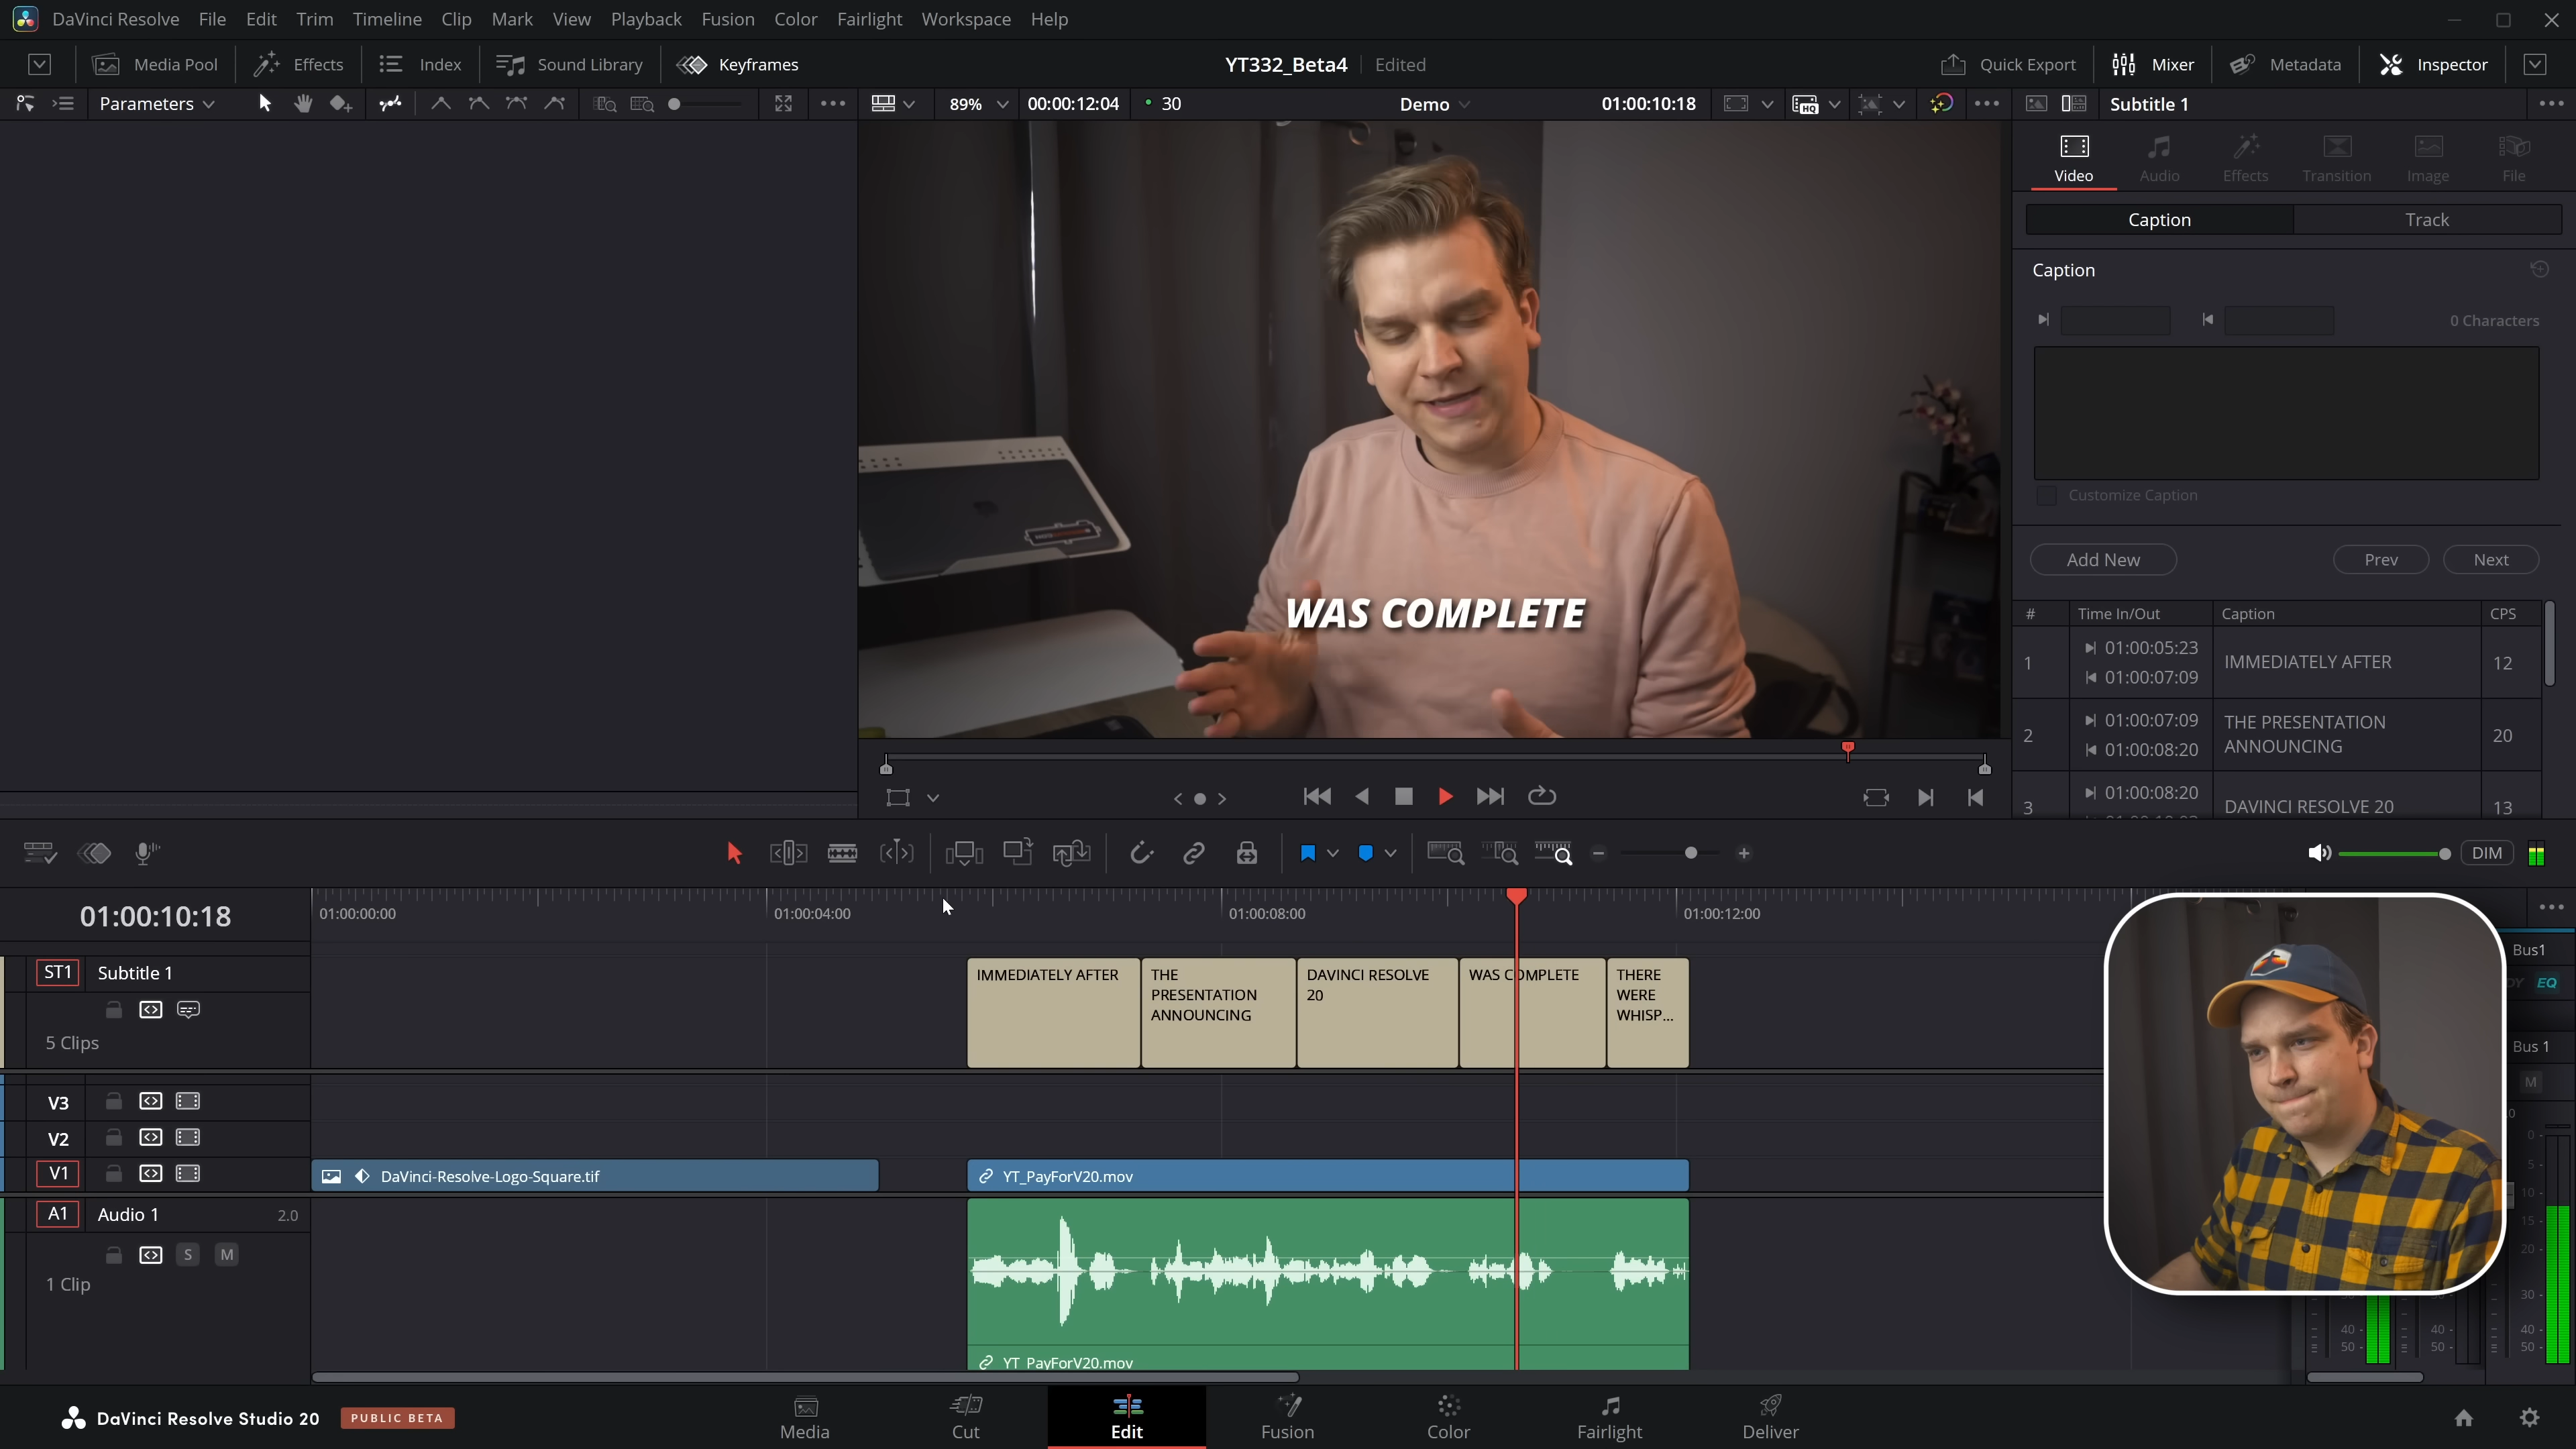 DaVinci Resolve File Edit Trim Timeline Clip Mark View Playback Fusion Color Fairlight Workspace Help
Media Pool Effects Index Sound Library Keyframes YT332_Beta4 Edited Quick Export Mixer Metadata Inspector
Parameters 89% 00:00:12:04 30 Demo 01:00:10:18 HQ Subtitle 1
Video Audio Effects Transition Image File
Caption Track
Caption
0 Characters
Customize Caption
Add New Prev Next
# Time In/Out Caption CPS
1 01:00:05:23 01:00:07:09 IMMEDIATELY AFTER 12
2 01:00:07:09 01:00:08:20 THE PRESENTATION ANNOUNCING 20
3 01:00:08:20 DAVINCI RESOLVE 20 13
WAS COMPLETE
DIM
01:00:10:18 01:00:00:00 01:00:04:00 01:00:08:00 01:00:12:00
ST1 Subtitle 1
5 Clips
IMMEDIATELY AFTER
THE
PRESENTATION
ANNOUNCING
DAVINCI RESOLVE
20
WAS COMPLETE
THERE
WERE
WHISP...
V3
V2
V1 DaVinci-Resolve-Logo-Square.tif YT_PayForV20.mov
A1 Audio 1 2.0
S M
1 Clip
YT_PayForV20.mov
Bus1
EQ
Bus 1
M
0
5
10
15
20
30
40 40 40
50 50 50
DaVinci Resolve Studio 20 PUBLIC BETA
Media Cut Edit Fusion Color Fairlight Deliver